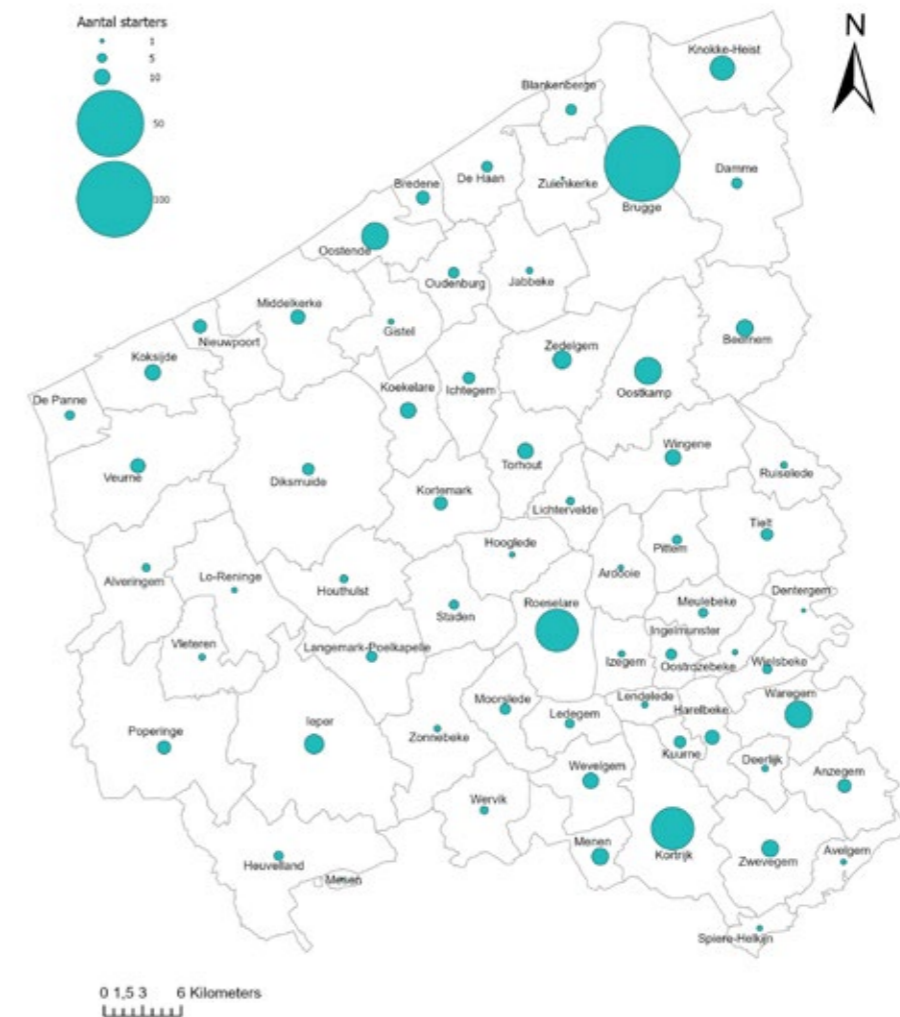 Aantal starters
1
5
10
50
100
N
Knokke-Heist
Blankenberge
De Haan
Zuienkerke
Damme
Bredene
Brugge
Oostende
Oudenburg
Jabbeke
Middelkerke
Gistel
Nieuwpoort
Beernem
Zedelgem
Koksijde
Koekelare
Ichtegem
Oostkamp
De Panne
Wingene
Torhout
Ruiselede
Veurne
Diksmuide
Kortemark
Lichtervelde
Tielt
Hooglede
Pittem
Ardooie
Alveringem
Lo-Reninge
Houthulst
Dentergem
Roeselare
Meulebeke
Staden
Ingelmunster
Vleteren
Langemark-Poelkapelle
Izegem
Oostrozebeke
Wielsbeke
Moorslede
Lendelede
Waregem
Ledegem
Harelbeke
Ieper
Poperinge
Zonnebeke
Kuurne
Deerlijk
Wevelgem
Anzegem
Wervik
Menen
Kortrijk
Avelgem
Zwevegem
Heuvelland
Mesen
Spiere-Helkijn
0 1,5 3 6 Kilometers